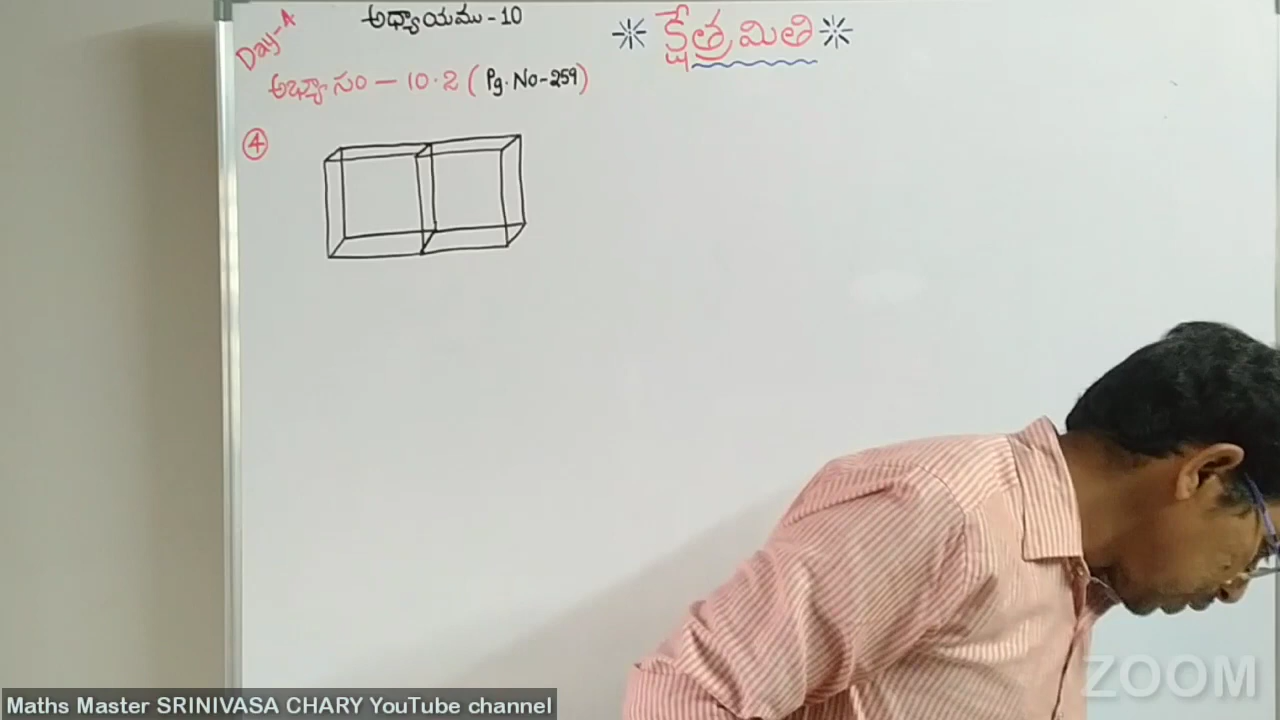 Day-4
అధ్యాయము - 10
* క్షేత్రమితి *
అభ్యాసం - 10.2 ( Pg. No-259 )
4
ZOOM
Maths Master SRINIVASA CHARY YouTube channel